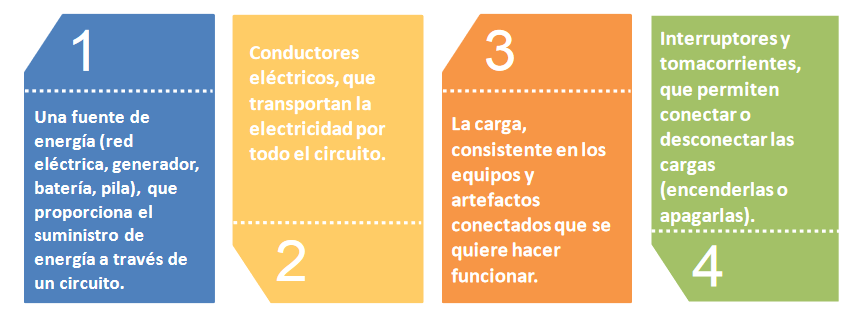 1
Una fuente de
energía (red
eléctrica, generador,
batería, pila), que
proporciona el
suministro de
energía a través de
un circuito.
Conductores
eléctricos, que
transportan la
electricidad por
todo el circuito.
2
3
La carga,
consistente en los
equipos y
artefactos
conectados que se
quiere hacer
funcionar.
Interruptores y
tomacorrientes,
que permiten
conectar o
desconectar las
cargas
(encenderlas o
apagarlas).
4